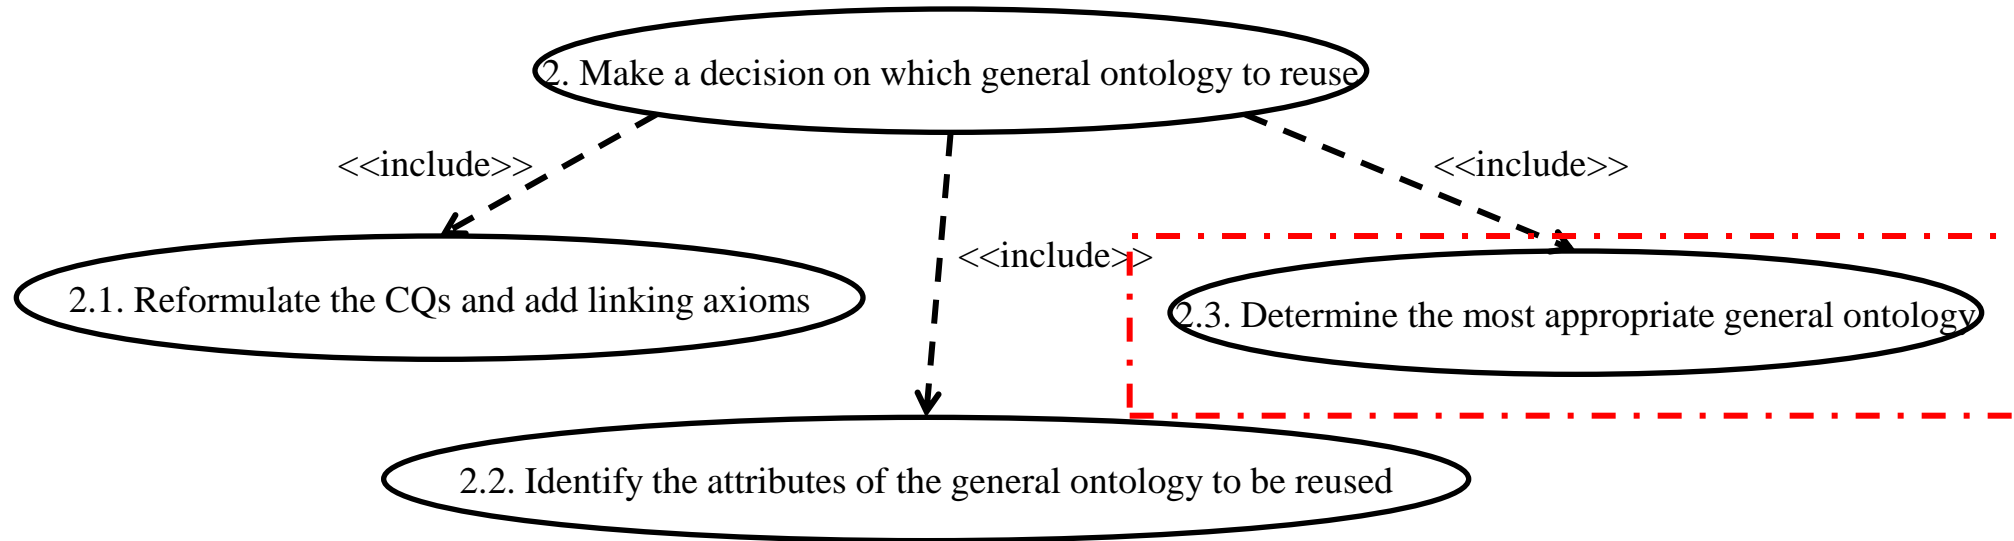 2. Make a decision on which general ontology to reuse
<<include>>
<<include>>
<<include>>
2.1. Reformulate the CQs and add linking axioms
2.3. Determine the most appropriate general ontology
2.2. Identify the attributes of the general ontology to be reused